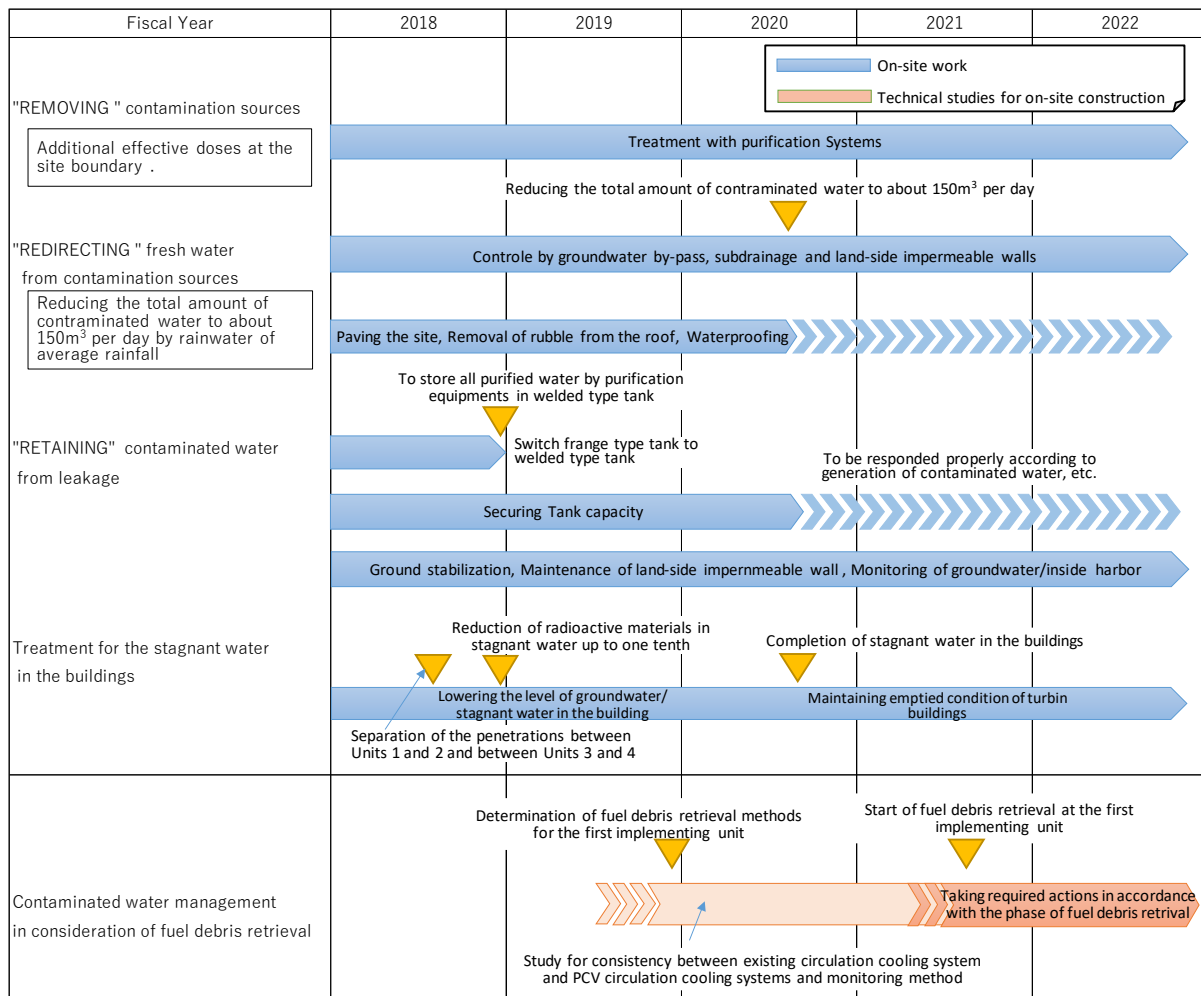 Fiscal Year
2018
2019
2020
2021
2022
On-site work
Technical studies for on-site construction
"REMOVING " contamination sources
Additional effective doses at the
site boundary .
Treatment with purification Systems
Reducing the total amount of contraminated water to about 150m³ per day
"REDIRECTING " fresh water
from contamination sources
Controle by groundwater by-pass, subdrainage and land-side impermeable walls
Reducing the total amount of
contraminated water to about
150m³ per day by rainwater of
average rainfall
Paving the site, Removal of rubble from the roof, Waterproofing
To store all purified water by purification
equipments in welded type tank
"RETAINING" contaminated water
from leakage
Switch frange type tank to
welded type tank
To be responded properly according to
generation of contaminated water, etc.
Securing Tank capacity
Ground stabilization, Maintenance of land-side impernmeable wall , Monitoring of groundwater/inside harbor
Treatment for the stagnant water
in the buildings
Reduction of radioactive materials in
stagnant water up to one tenth
Completion of stagnant water in the buildings
Lowering the level of groundwater/
stagnant water in the building
Maintaining emptied condition of turbin
buildings
Separation of the penetrations between
Units 1 and 2 and between Units 3 and 4
Determination of fuel debris retrieval methods
for the first implementing unit
Start of fuel debris retrieval at the first
implementing unit
Contaminated water management
in consideration of fuel debris retrieval
Taking required actions in accordance
with the phase of fuel debris retrival
Study for consistency between existing circulation cooling system
and PCV circulation cooling systems and monitoring method